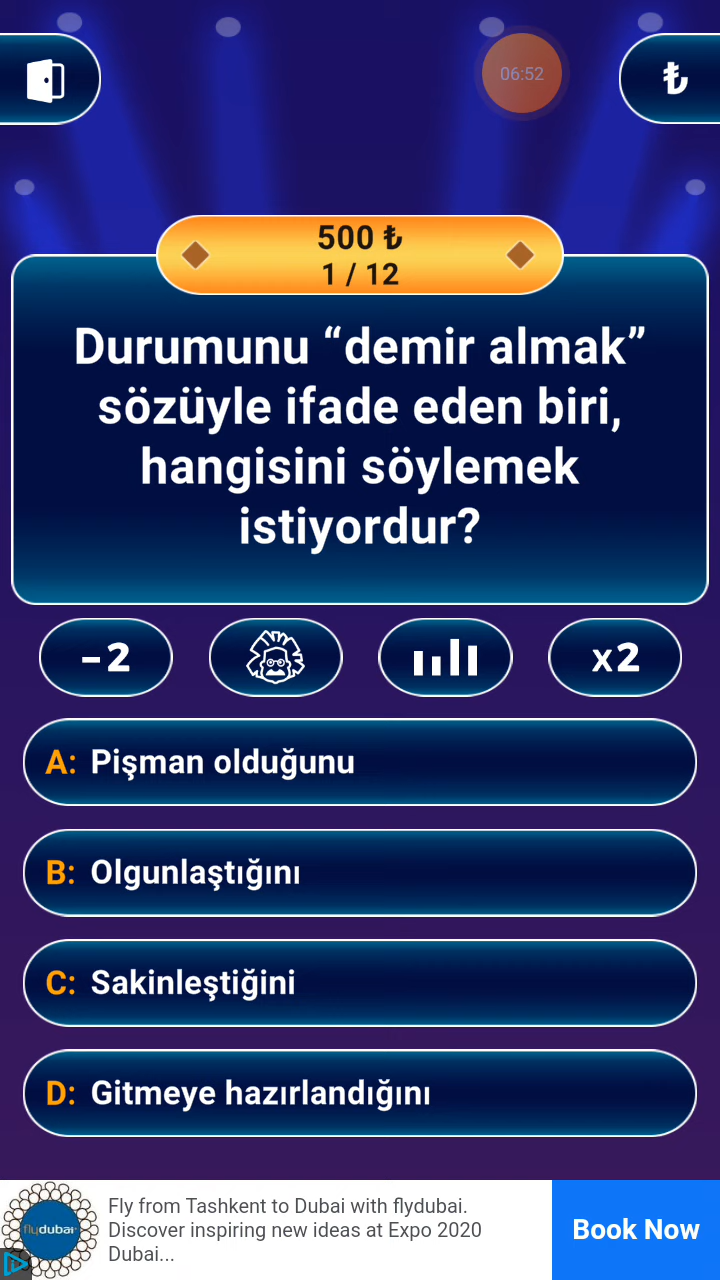 06:52
₺
500 ₺
1 / 12
Durumunu “demir almak”
sözüyle ifade eden biri,
hangisini söylemek
istiyordur?
-2
x2
A: Pişman olduğunu
B: Olgunlaştığını
C: Sakinleştiğini
D: Gitmeye hazırlandığını
flydubai
Fly from Tashkent to Dubai with flydubai.
Discover inspiring new ideas at Expo 2020
Dubai...
Book Now